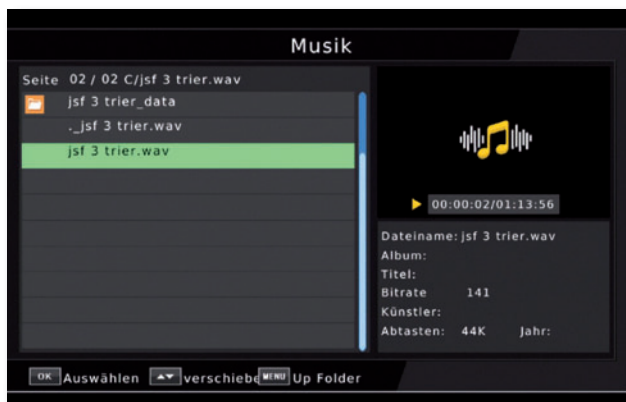 Musik
Seite 02 / 02 C/jsf 3 trier.wav
jsf 3 trier_data
._jsf 3 trier.wav
jsf 3 trier.wav
00:00:02/01:13:56
Dateiname: jsf 3 trier.wav
Album:
Titel:
Bitrate 141
Künstler:
Abtasten: 44K Jahr:
OK Auswählen ▲▼ verschiebe MENU Up Folder